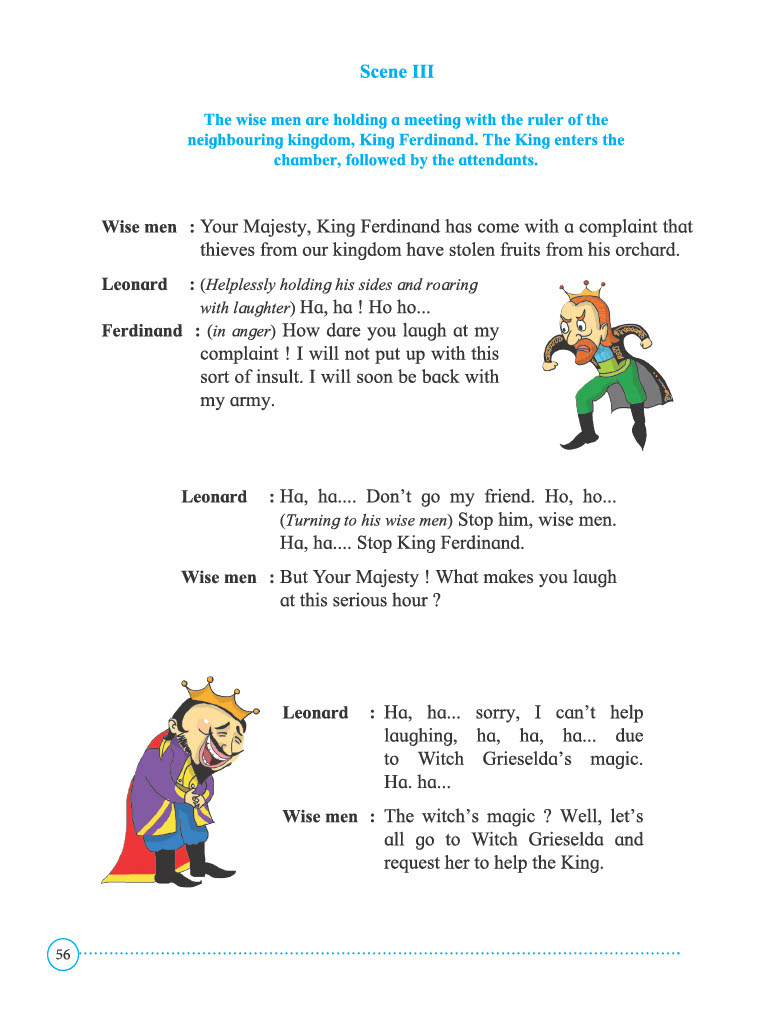 Scene III
The wise men are holding a meeting with the ruler of the
neighbouring kingdom, King Ferdinand. The King enters the
chamber, followed by the attendants.
Wise men : Your Majesty, King Ferdinand has come with a complaint that
thieves from our kingdom have stolen fruits from his orchard.
Leonard : (Helplessly holding his sides and roaring
with laughter) Ha, ha ! Ho ho...
Ferdinand : (in anger) How dare you laugh at my
complaint ! I will not put up with this
sort of insult. I will soon be back with
my army.
Leonard : Ha, ha.... Don't go my friend. Ho, ho...
(Turning to his wise men) Stop him, wise men.
Ha, ha.... Stop King Ferdinand.
Wise men : But Your Majesty ! What makes you laugh
at this serious hour ?
Leonard : Ha, ha... sorry, I can't help
laughing, ha, ha, ha... due
to Witch Grieselda's magic.
Ha. ha...
Wise men : The witch's magic ? Well, let's
all go to Witch Grieselda and
request her to help the King.
56